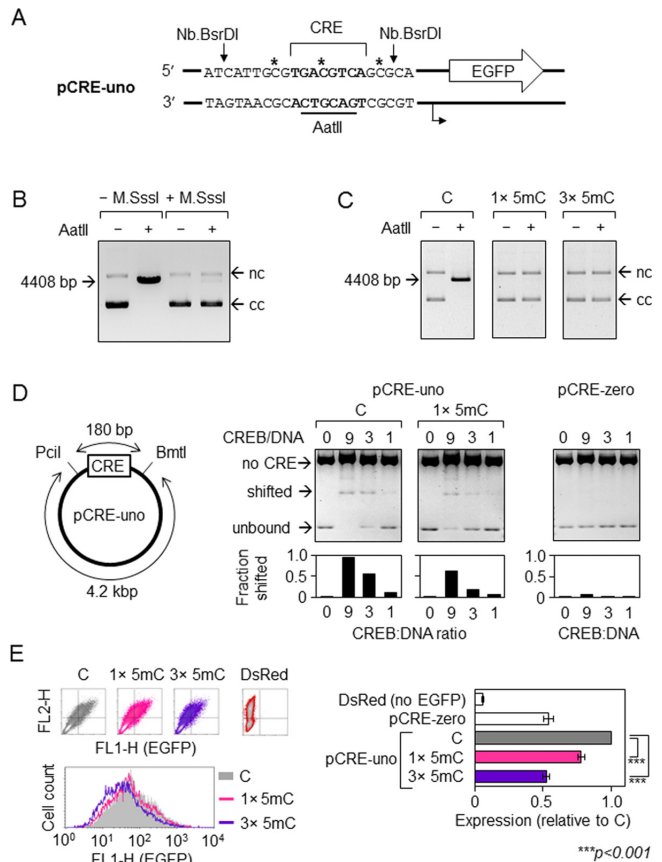 A
Nb.BsrDI CRE Nb.BsrDI
* * *
5′ ATCATTGCGTGACGTCAGCGCA EGFP
pCRE-uno
3′ TAGTAACGCACTGCAGTCGCGT
AatII
B
− M.SssI + M.SssI
AatII − + − +
4408 bp → ← nc
← cc
C
C 1× 5mC 3× 5mC
− + − + − +
4408 bp → ← nc
← cc
D
180 bp
PciI BmtI
CRE
pCRE-uno
4.2 kbp
pCRE-uno pCRE-zero
C 1× 5mC
CREB/DNA 0 9 3 1 0 9 3 1 0 9 3 1
no CRE →
shifted →
unbound →
Fraction shifted
1.0 1.0 1.0
0.5 0.5 0.5
0 0 0
0 9 3 1 0 9 3 1 0 9 3 1
CREB:DNA ratio CREB:DNA
E
C 1× 5mC 3× 5mC DsRed
FL2-H
FL1-H (EGFP)
Cell count
C
1× 5mC
3× 5mC
10⁰ 10¹ 10² 10³ 10⁴
FL1-H (EGFP)
DsRed (no EGFP)
pCRE-zero
C
pCRE-uno 1× 5mC
3× 5mC
***
***
0 0.5 1.0
Expression (relative to C)
***p<0.001